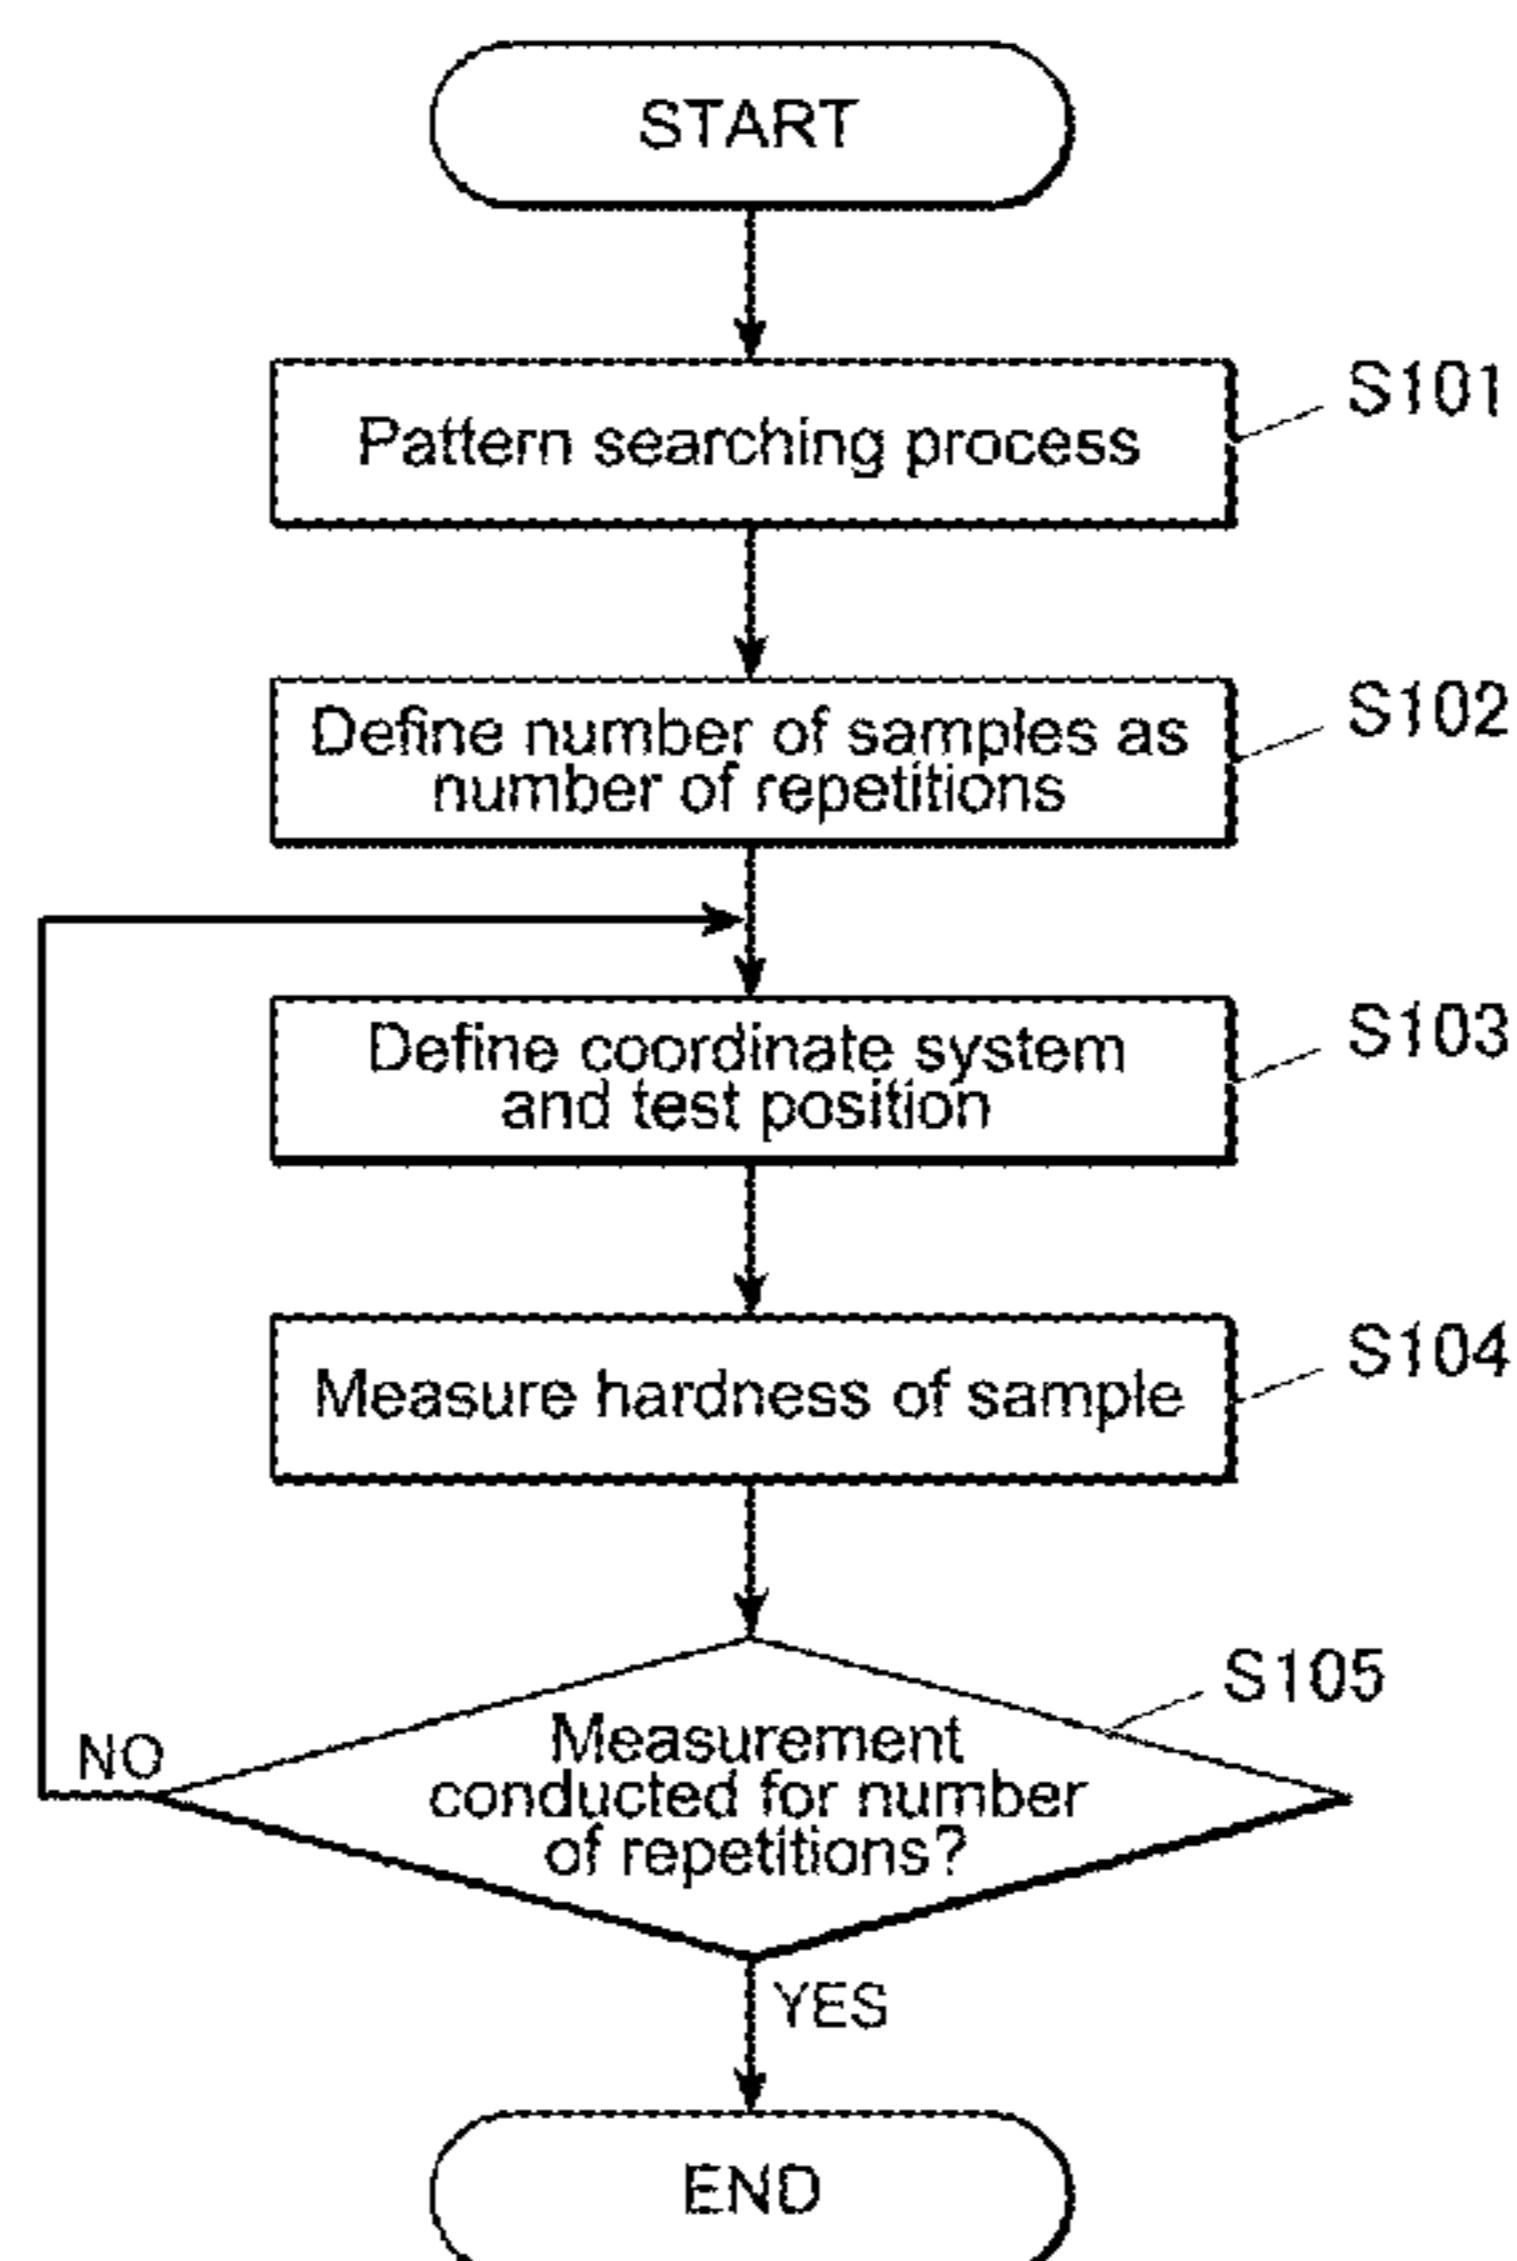 START
Pattern searching process
S101
Define number of samples as
number of repetitions
S102
Define coordinate system
and test position
S103
Measure hardness of sample
S104
Measurement
conducted for number
of repetitions?
S105
NO
YES
END